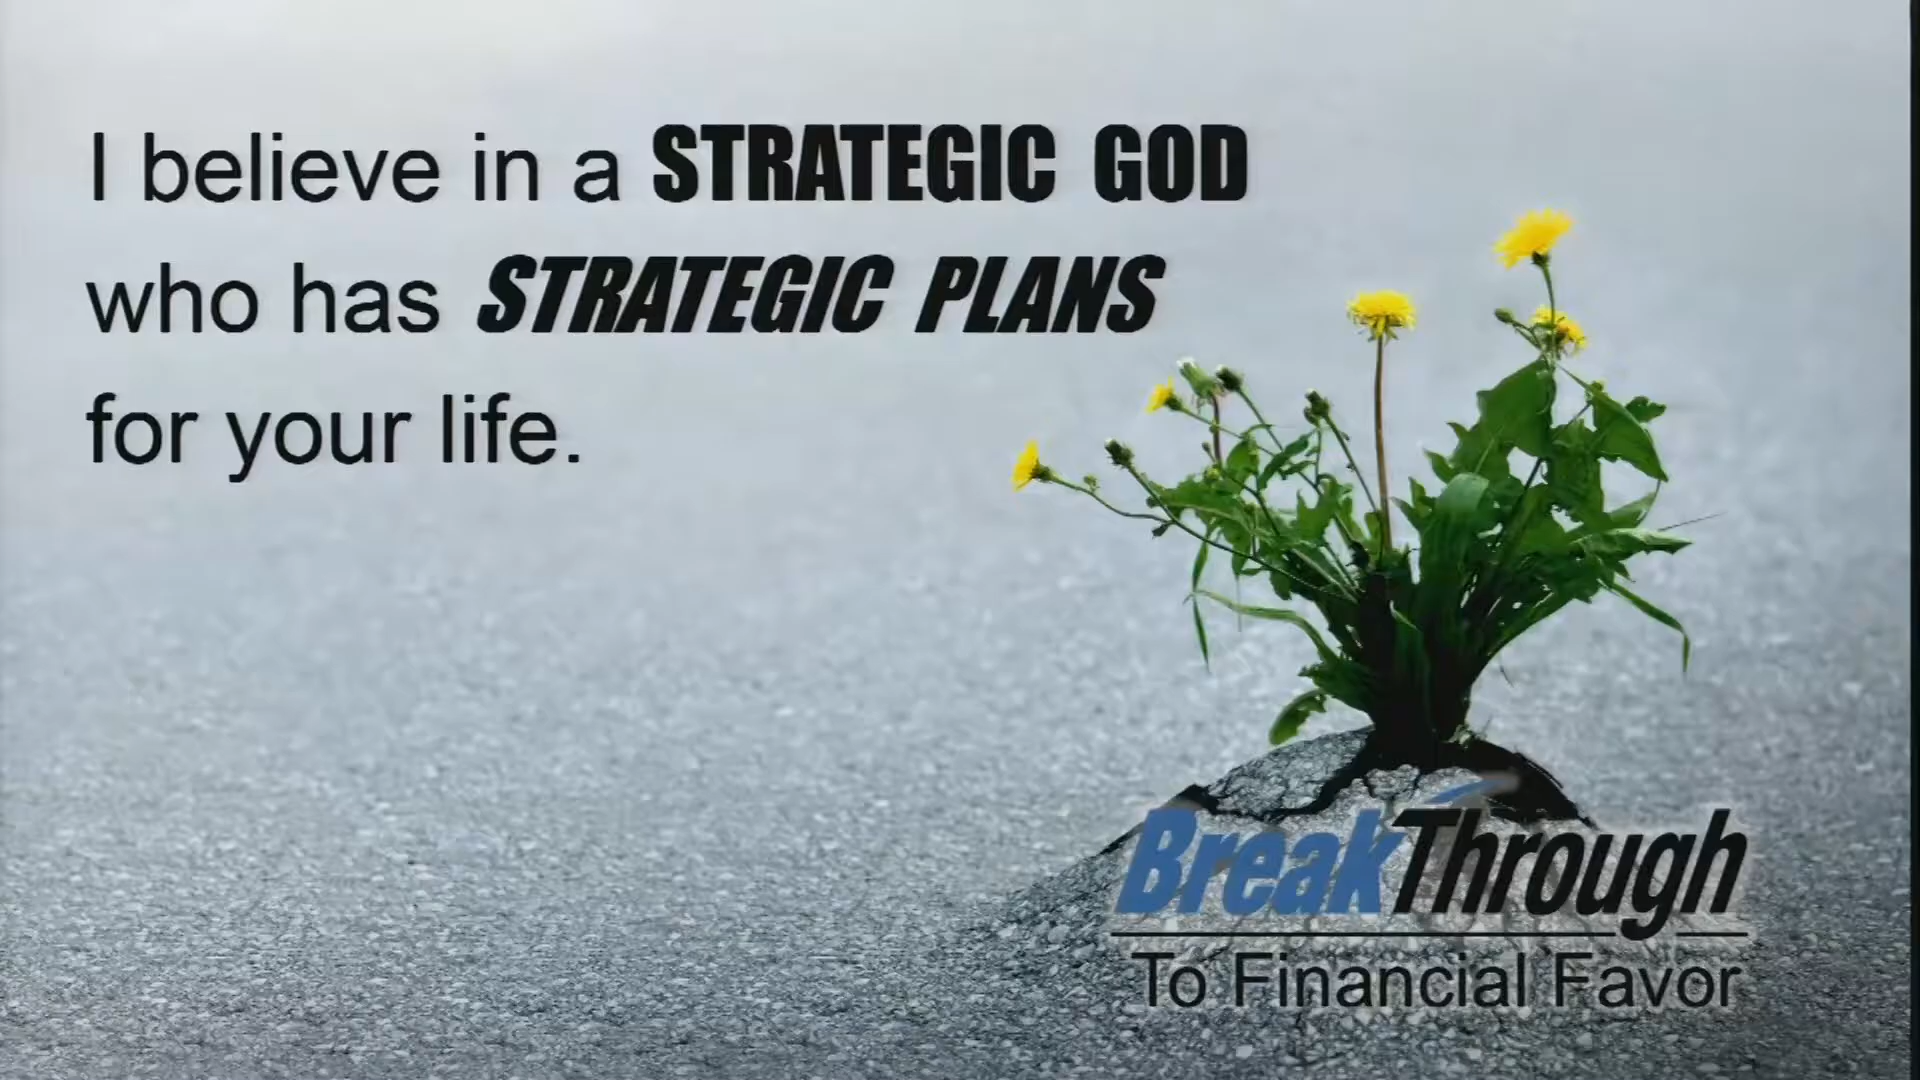 I believe in a STRATEGIC GOD
who has STRATEGIC PLANS
for your life.
BreakThrough
To Financial Favor